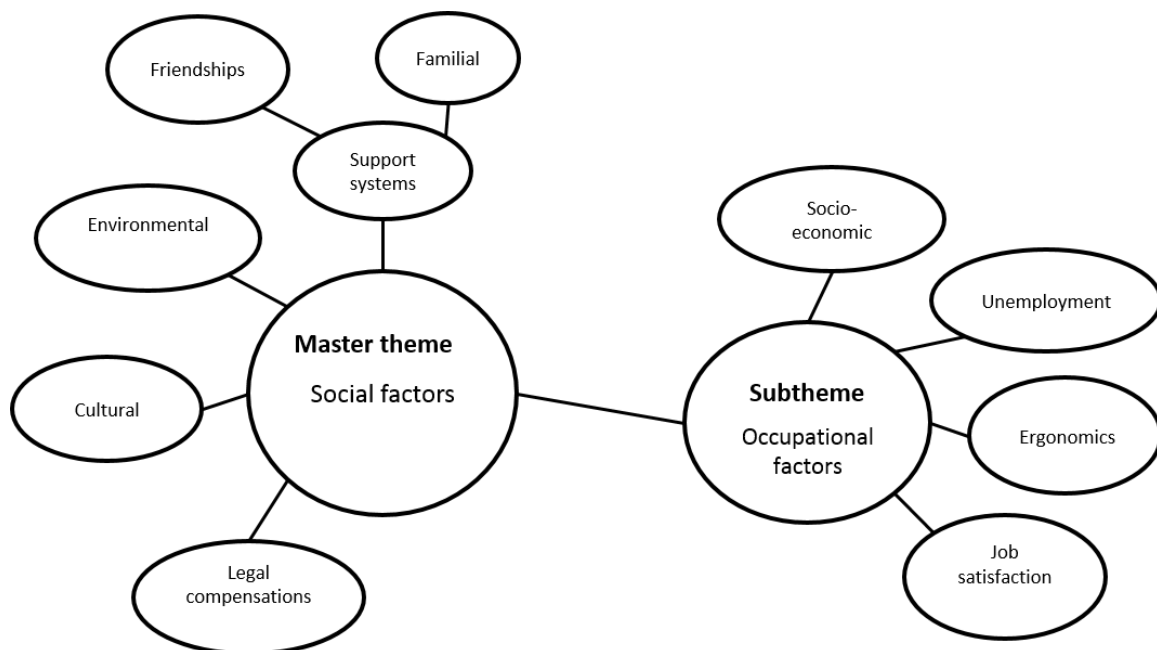 Friendships
Familial
Support
systems
Environmental
Cultural
Master theme
Social factors
Legal
compensations
Socio-
economic
Unemployment
Subtheme
Occupational
factors
Ergonomics
Job
satisfaction